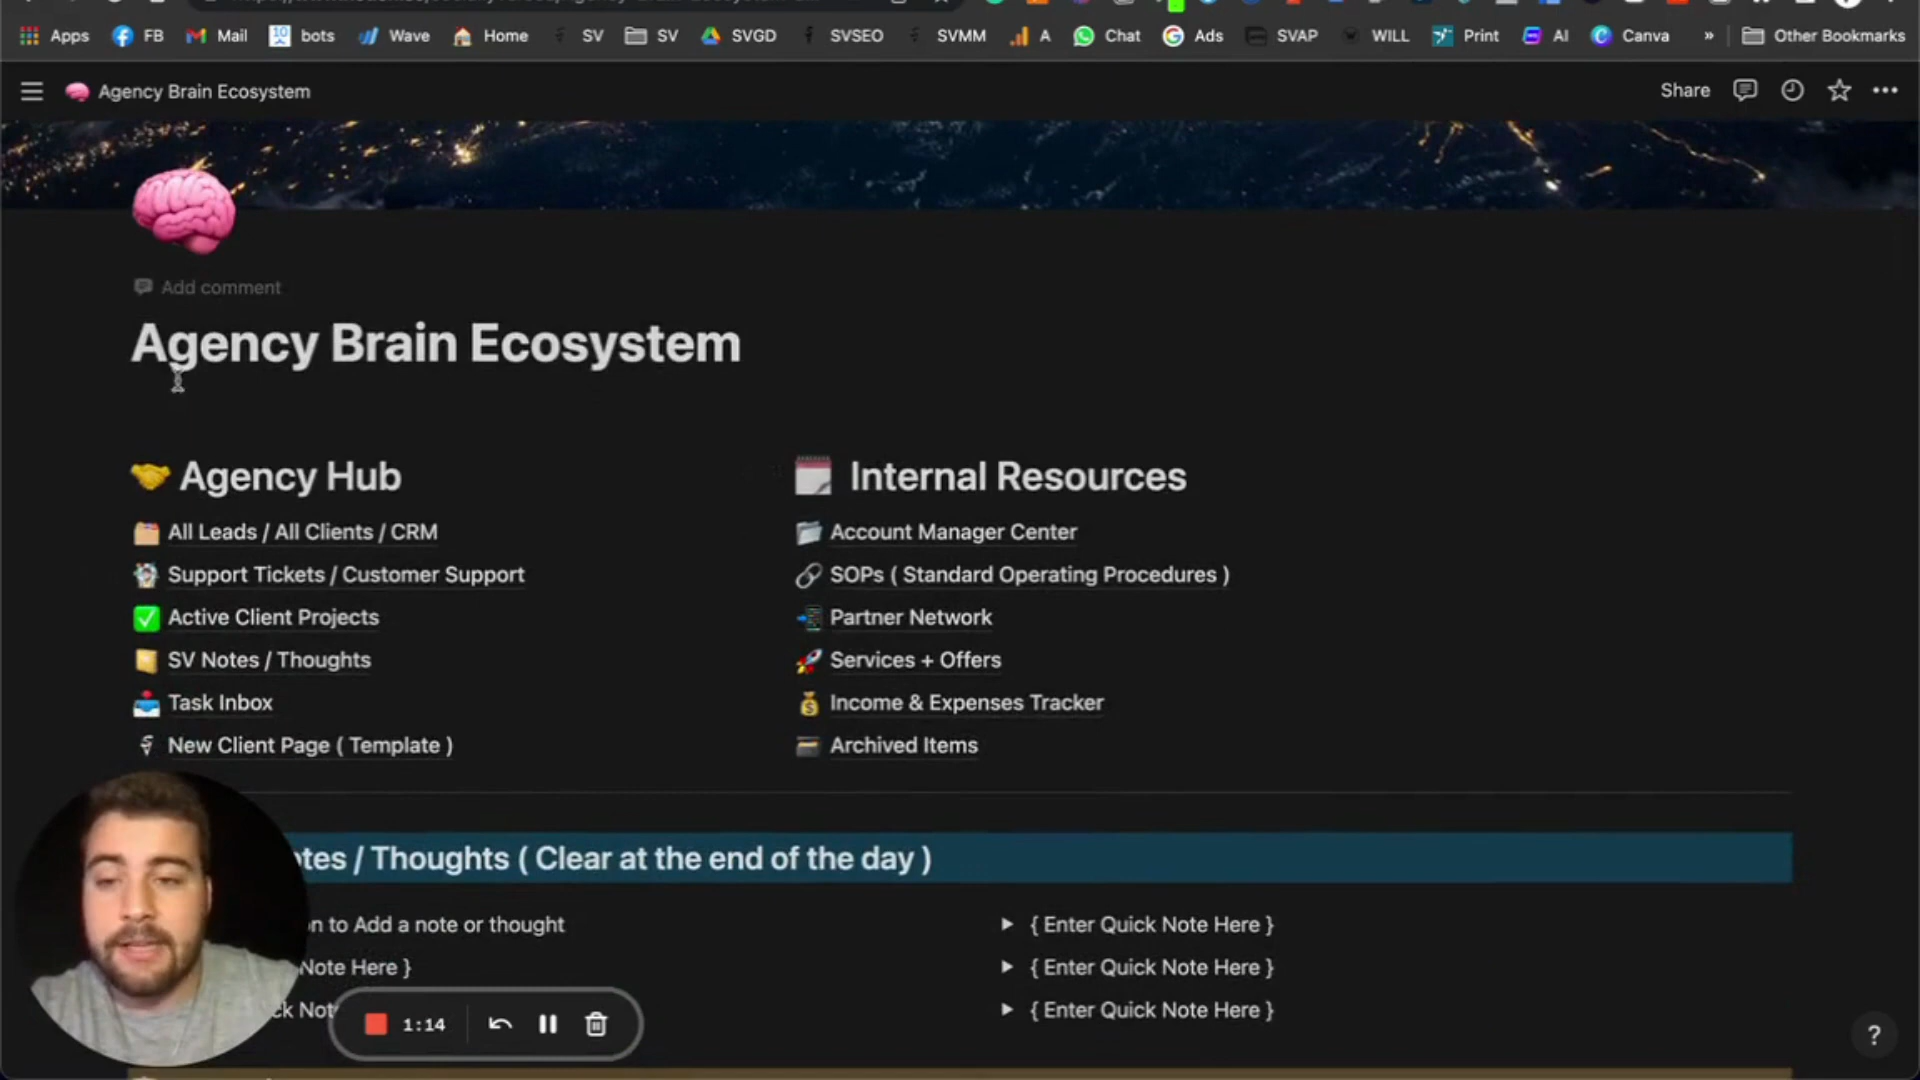 Apps FB Mail bots Wave Home SV SV SVGD SVSEO SVMM A Chat Ads SVAP WILL Print AI Canva » Other Bookmarks
Agency Brain Ecosystem Share
Add comment
Agency Brain Ecosystem
Agency Hub
All Leads / All Clients / CRM
Support Tickets / Customer Support
Active Client Projects
SV Notes / Thoughts
Task Inbox
New Client Page ( Template )
Internal Resources
Account Manager Center
SOPs ( Standard Operating Procedures )
Partner Network
Services + Offers
Income & Expenses Tracker
Archived Items
tes / Thoughts ( Clear at the end of the day )
n to Add a note or thought
Note Here }
ck Not
{ Enter Quick Note Here }
{ Enter Quick Note Here }
{ Enter Quick Note Here }
1:14
?